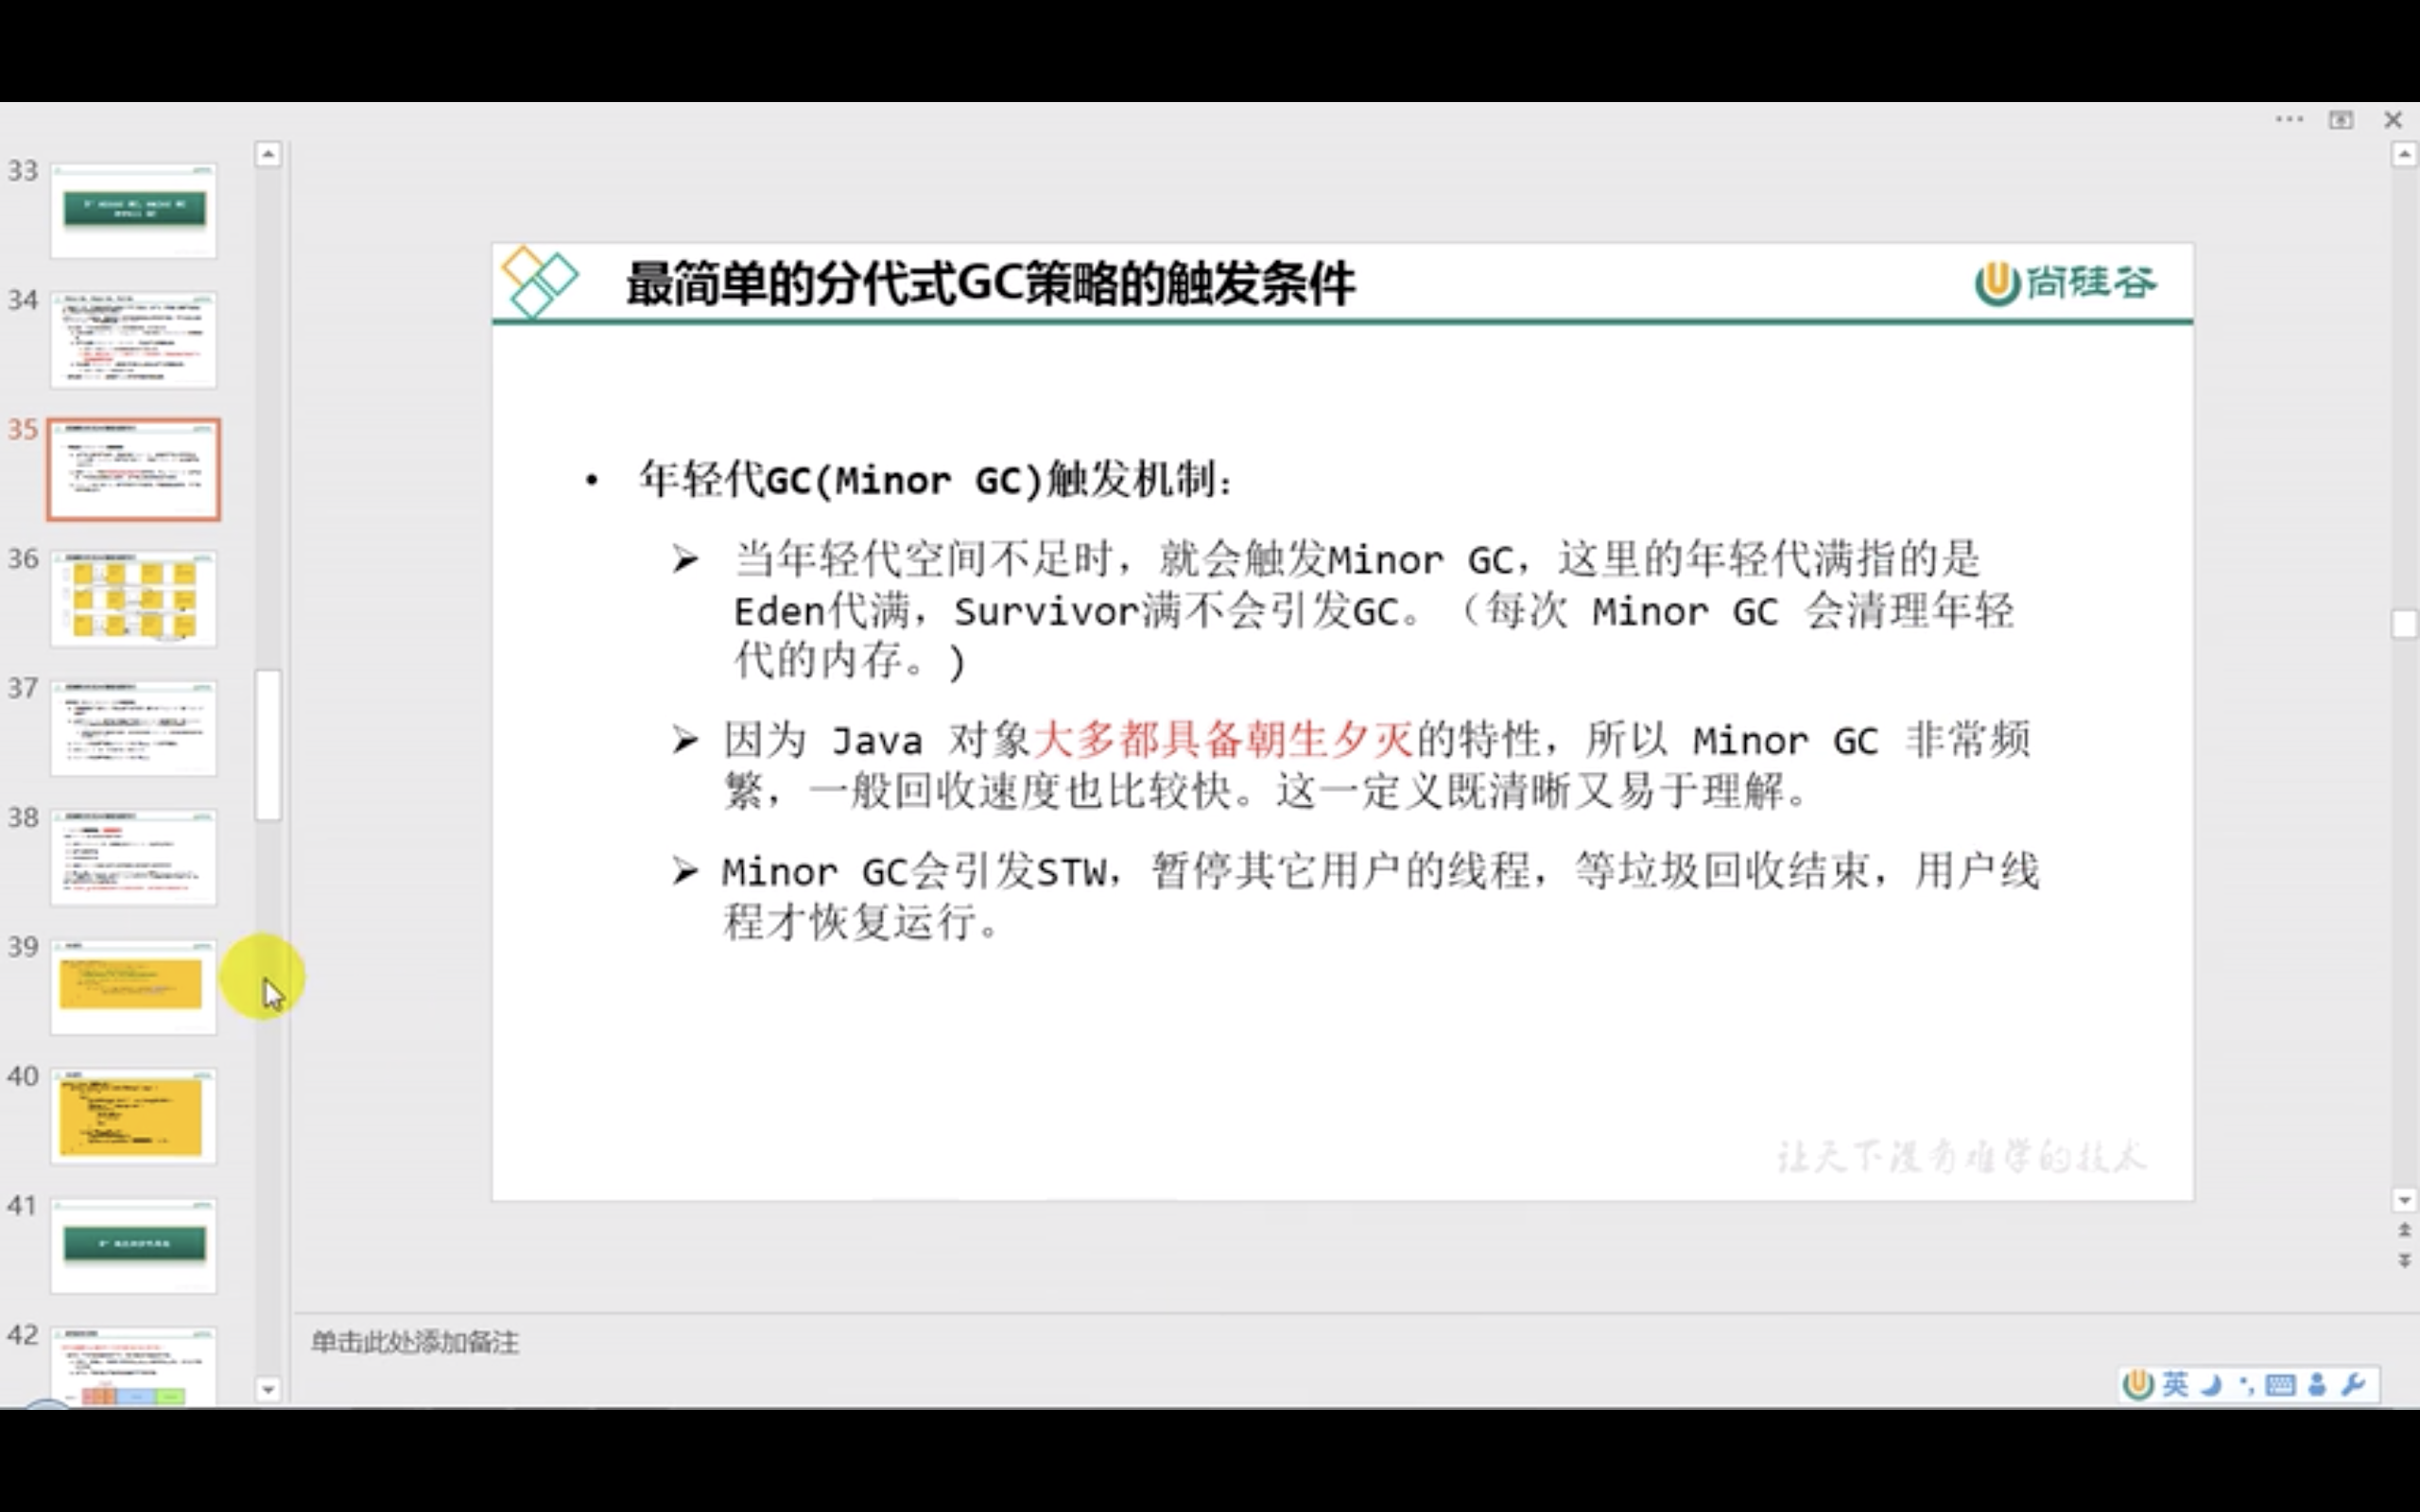 33
34
35
36
37
38
39
40
41
42
最简单的分代式GC策略的触发条件
尚硅谷
• 年轻代GC(Minor GC)触发机制:
➢ 当年轻代空间不足时，就会触发Minor GC，这里的年轻代满指的是
Eden代满，Survivor满不会引发GC。（每次 Minor GC 会清理年轻
代的内存。)
➢ 因为 Java 对象大多都具备朝生夕灭的特性，所以 Minor GC 非常频
繁，一般回收速度也比较快。这一定义既清晰又易于理解。
➢ Minor GC会引发STW，暂停其它用户的线程，等垃圾回收结束，用户线
程才恢复运行。
让天下没有难学的技术
单击此处添加备注
英